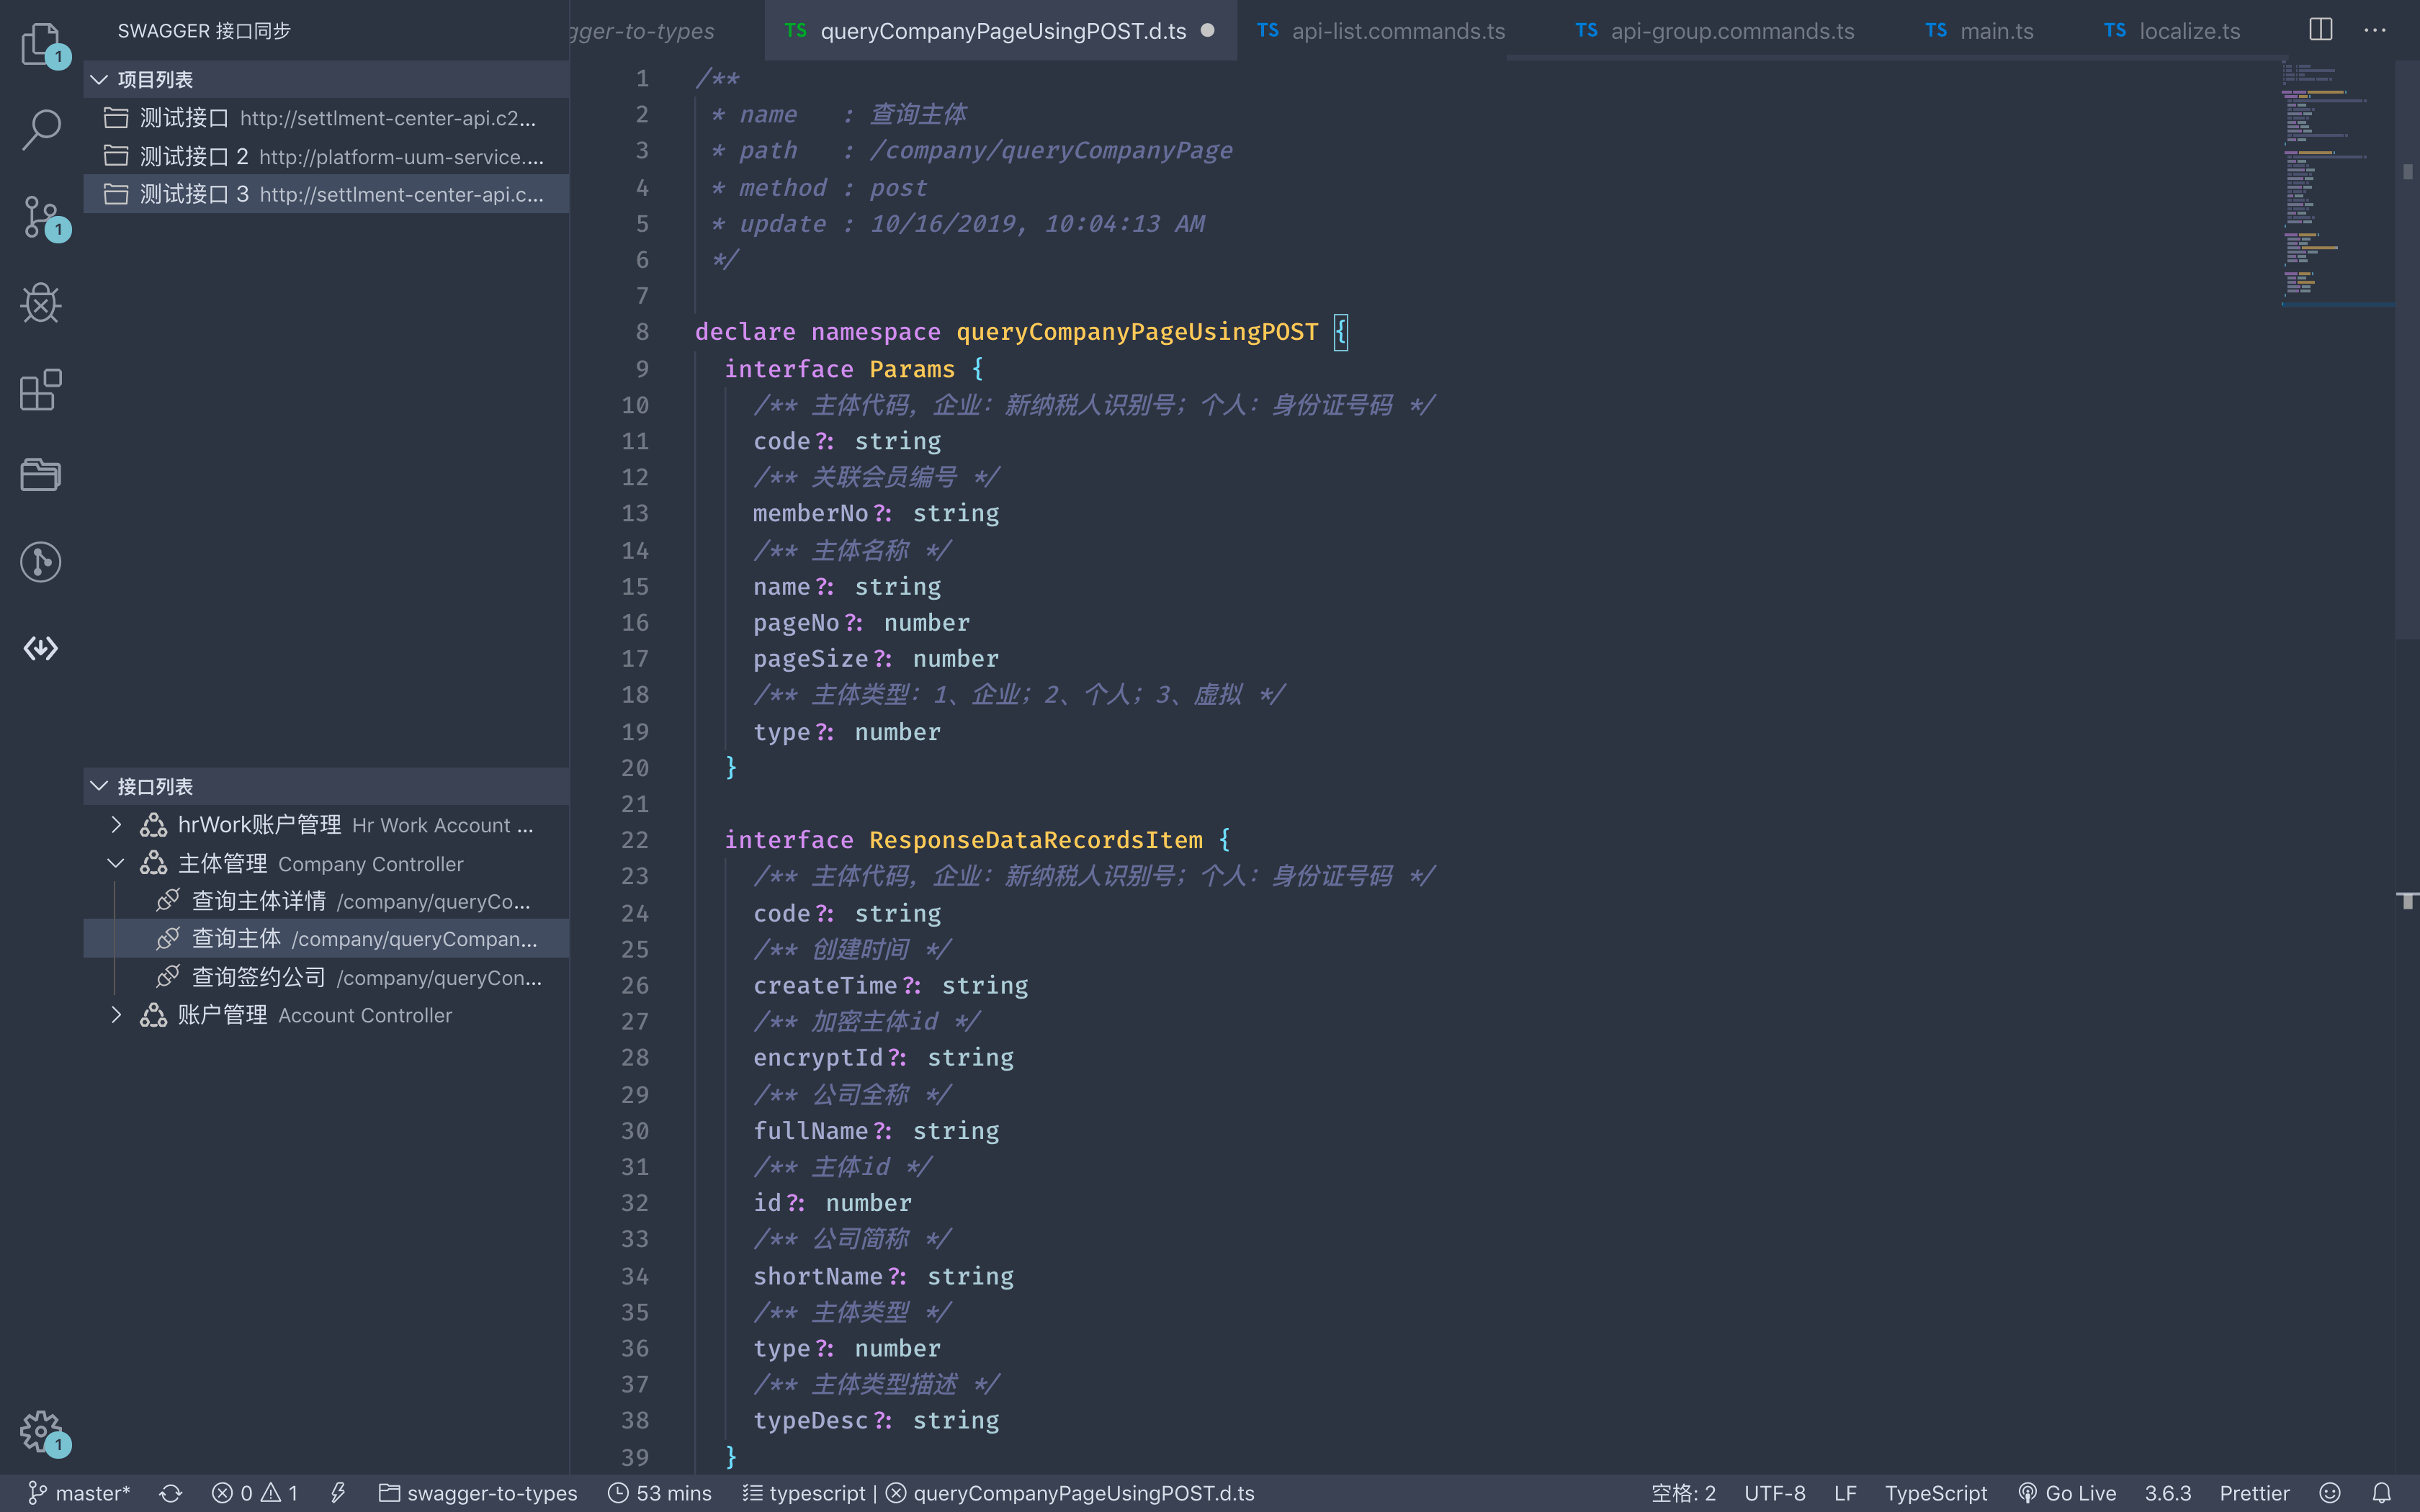 SWAGGER 接口同步
项目列表
测试接口 http://settlment-center-api.c2...
测试接口 2 http://platform-uum-service....
测试接口 3 http://settlment-center-api.c...
接口列表
hrWork账户管理 Hr Work Account ...
主体管理 Company Controller
查询主体详情 /company/queryCo...
查询主体 /company/queryCompan...
查询签约公司 /company/queryCon...
账户管理 Account Controller
1
1
1
gger-to-types
TS queryCompanyPageUsingPOST.d.ts
TS api-list.commands.ts
TS api-group.commands.ts
TS main.ts
TS localize.ts
1 /**
2 * name : 查询主体
3 * path : /company/queryCompanyPage
4 * method : post
5 * update : 10/16/2019, 10:04:13 AM
6 */
7
8 declare namespace queryCompanyPageUsingPOST {
9 interface Params {
10 /** 主体代码，企业：新纳税人识别号；个人：身份证号码 */
11 code?: string
12 /** 关联会员编号 */
13 memberNo?: string
14 /** 主体名称 */
15 name?: string
16 pageNo?: number
17 pageSize?: number
18 /** 主体类型：1、企业；2、个人；3、虚拟 */
19 type?: number
20 }
21
22 interface ResponseDataRecordsItem {
23 /** 主体代码，企业：新纳税人识别号；个人：身份证号码 */
24 code?: string
25 /** 创建时间 */
26 createTime?: string
27 /** 加密主体id */
28 encryptId?: string
29 /** 公司全称 */
30 fullName?: string
31 /** 主体id */
32 id?: number
33 /** 公司简称 */
34 shortName?: string
35 /** 主体类型 */
36 type?: number
37 /** 主体类型描述 */
38 typeDesc?: string
39 }
master* 0 1 swagger-to-types 53 mins typescript | queryCompanyPageUsingPOST.d.ts 空格: 2 UTF-8 LF TypeScript Go Live 3.6.3 Prettier